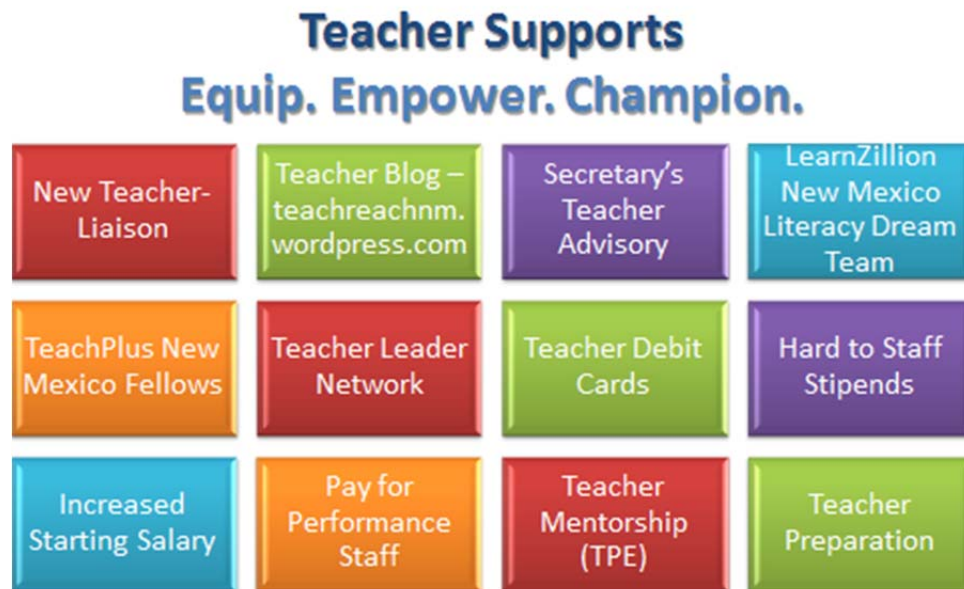 Teacher Supports
Equip. Empower. Champion.
New Teacher-
Liaison
Teacher Blog –
teachreachnm.
wordpress.com
Secretary's
Teacher
Advisory
LearnZillion
New Mexico
Literacy Dream
Team
TeachPlus New
Mexico Fellows
Teacher Leader
Network
Teacher Debit
Cards
Hard to Staff
Stipends
Increased
Starting Salary
Pay for
Performance
Staff
Teacher
Mentorship
(TPE)
Teacher
Preparation